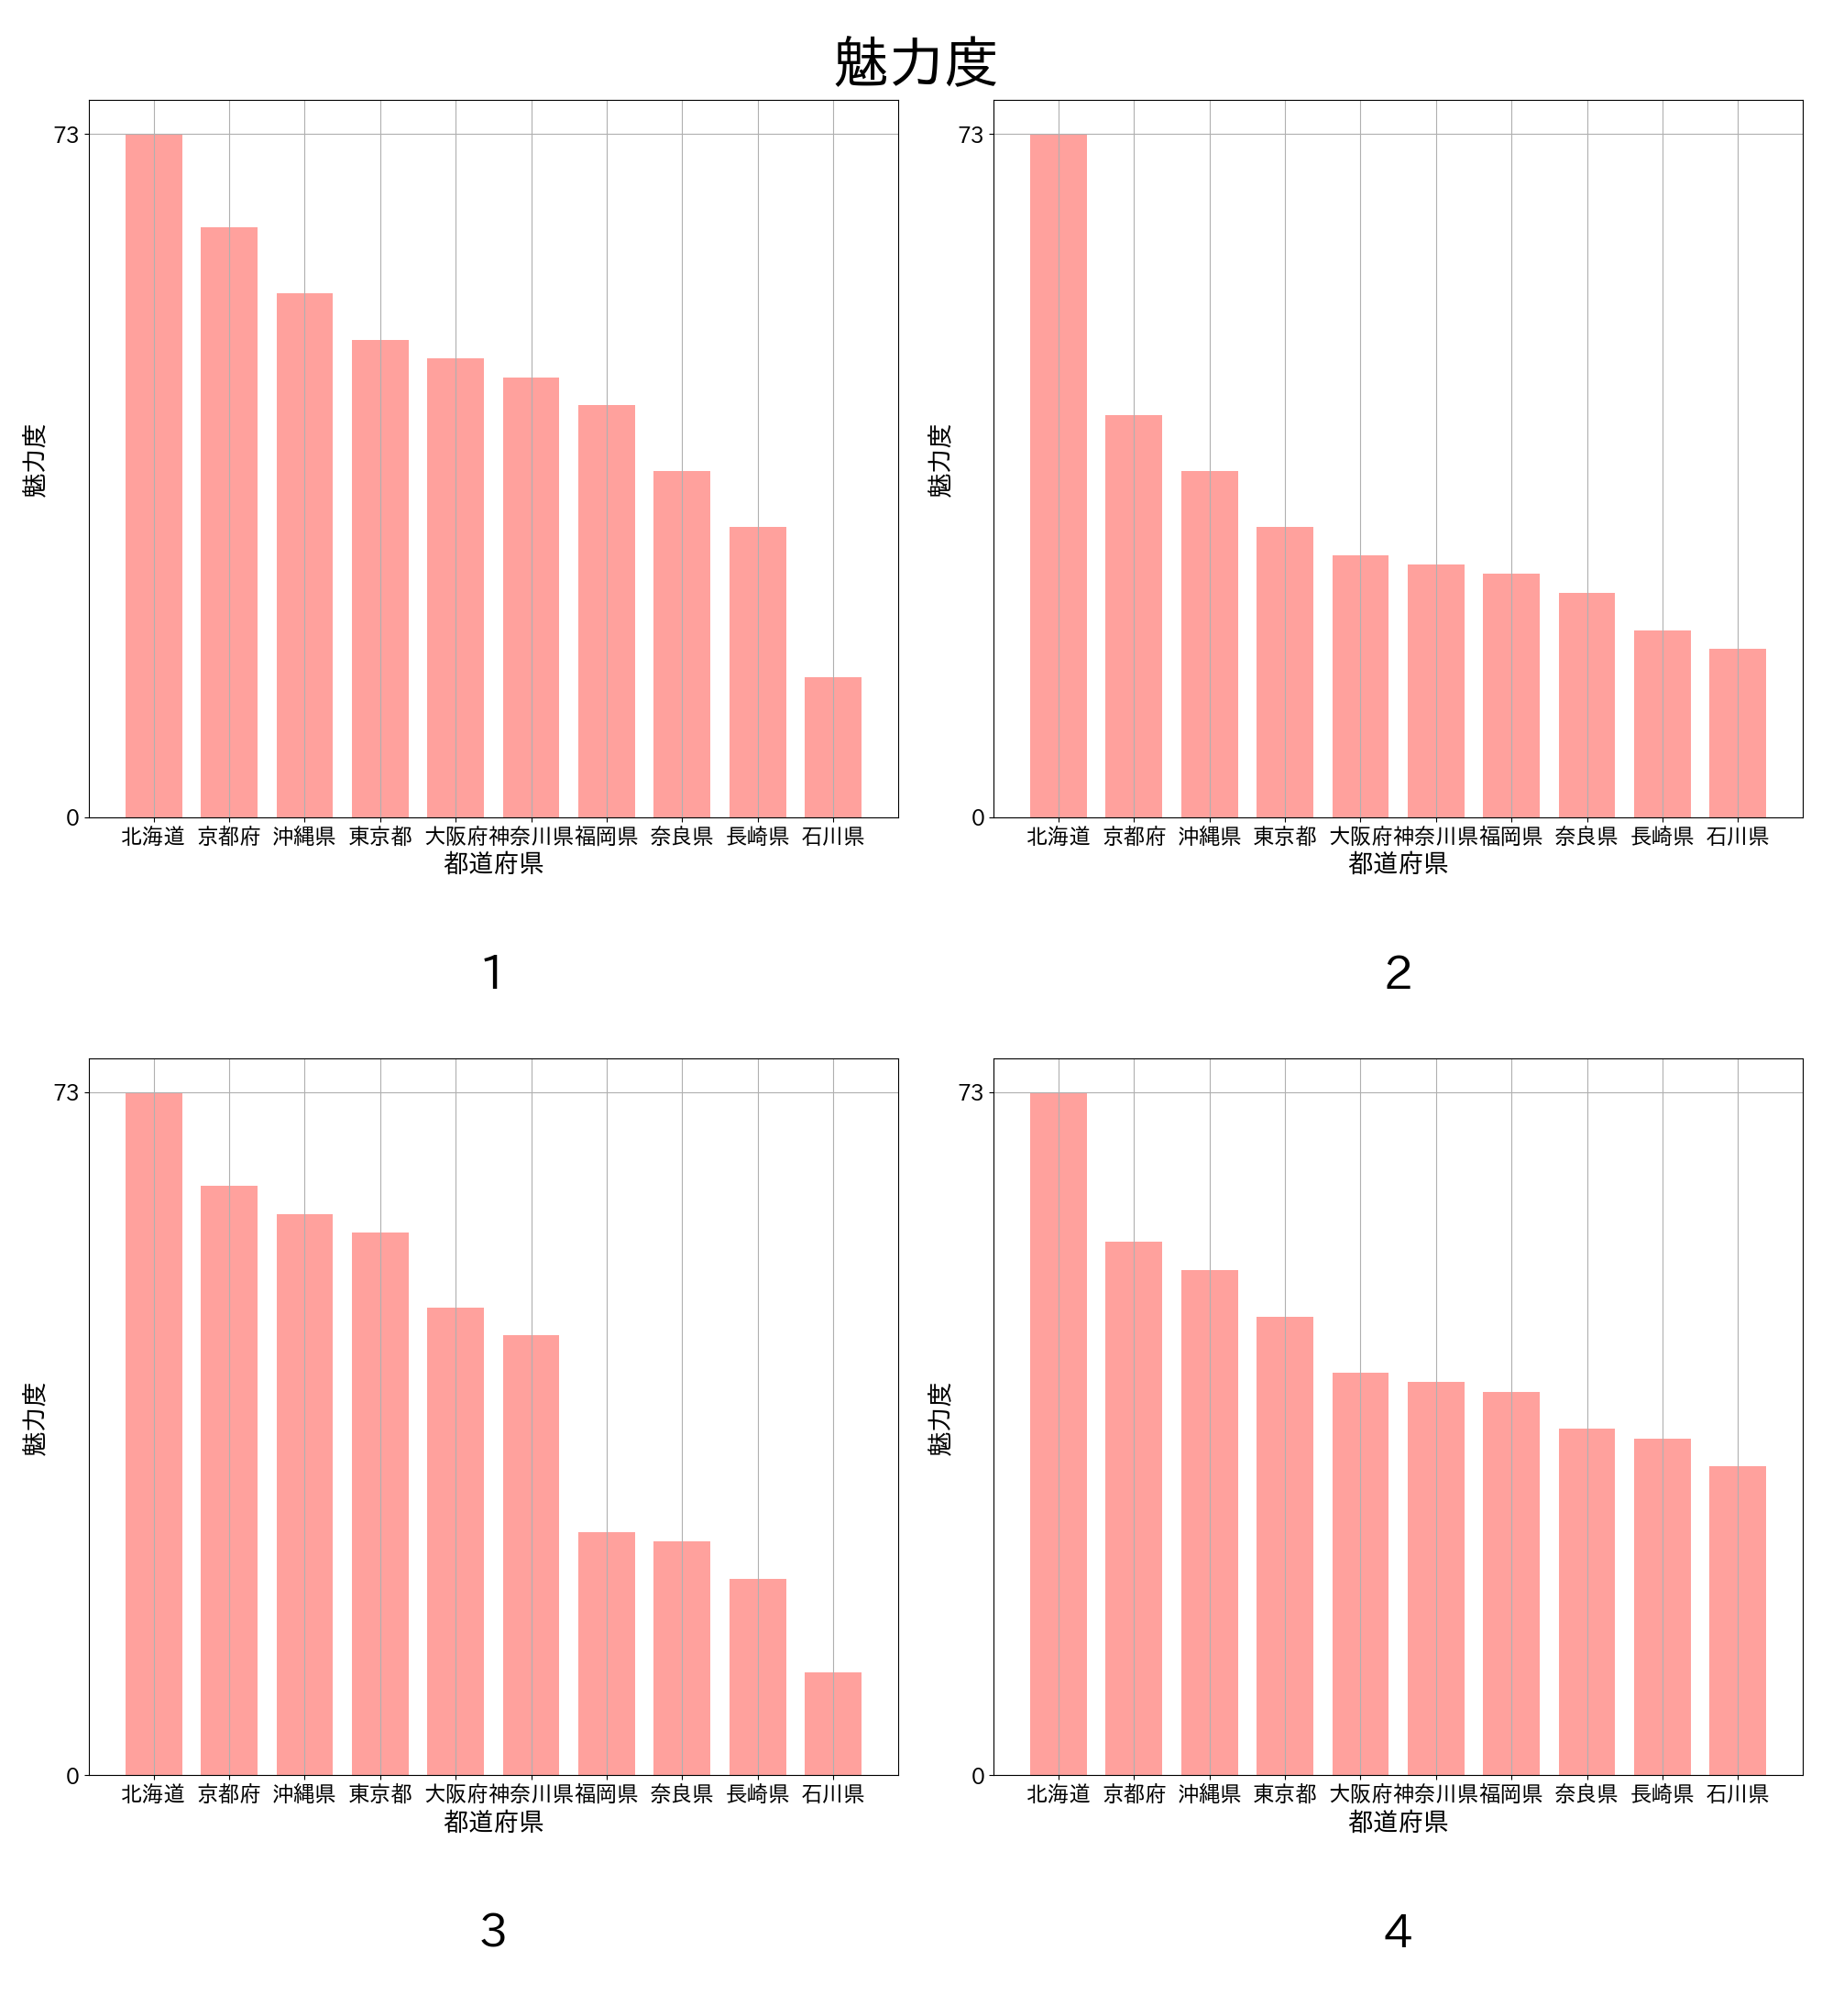 魅力度
73
魅力度
0
北海道 京都府 沖縄県 東京都 大阪府 神奈川県 福岡県 奈良県 長崎県 石川県
都道府県
1
73
魅力度
0
北海道 京都府 沖縄県 東京都 大阪府 神奈川県 福岡県 奈良県 長崎県 石川県
都道府県
2
73
魅力度
0
北海道 京都府 沖縄県 東京都 大阪府 神奈川県 福岡県 奈良県 長崎県 石川県
都道府県
3
73
魅力度
0
北海道 京都府 沖縄県 東京都 大阪府 神奈川県 福岡県 奈良県 長崎県 石川県
都道府県
4